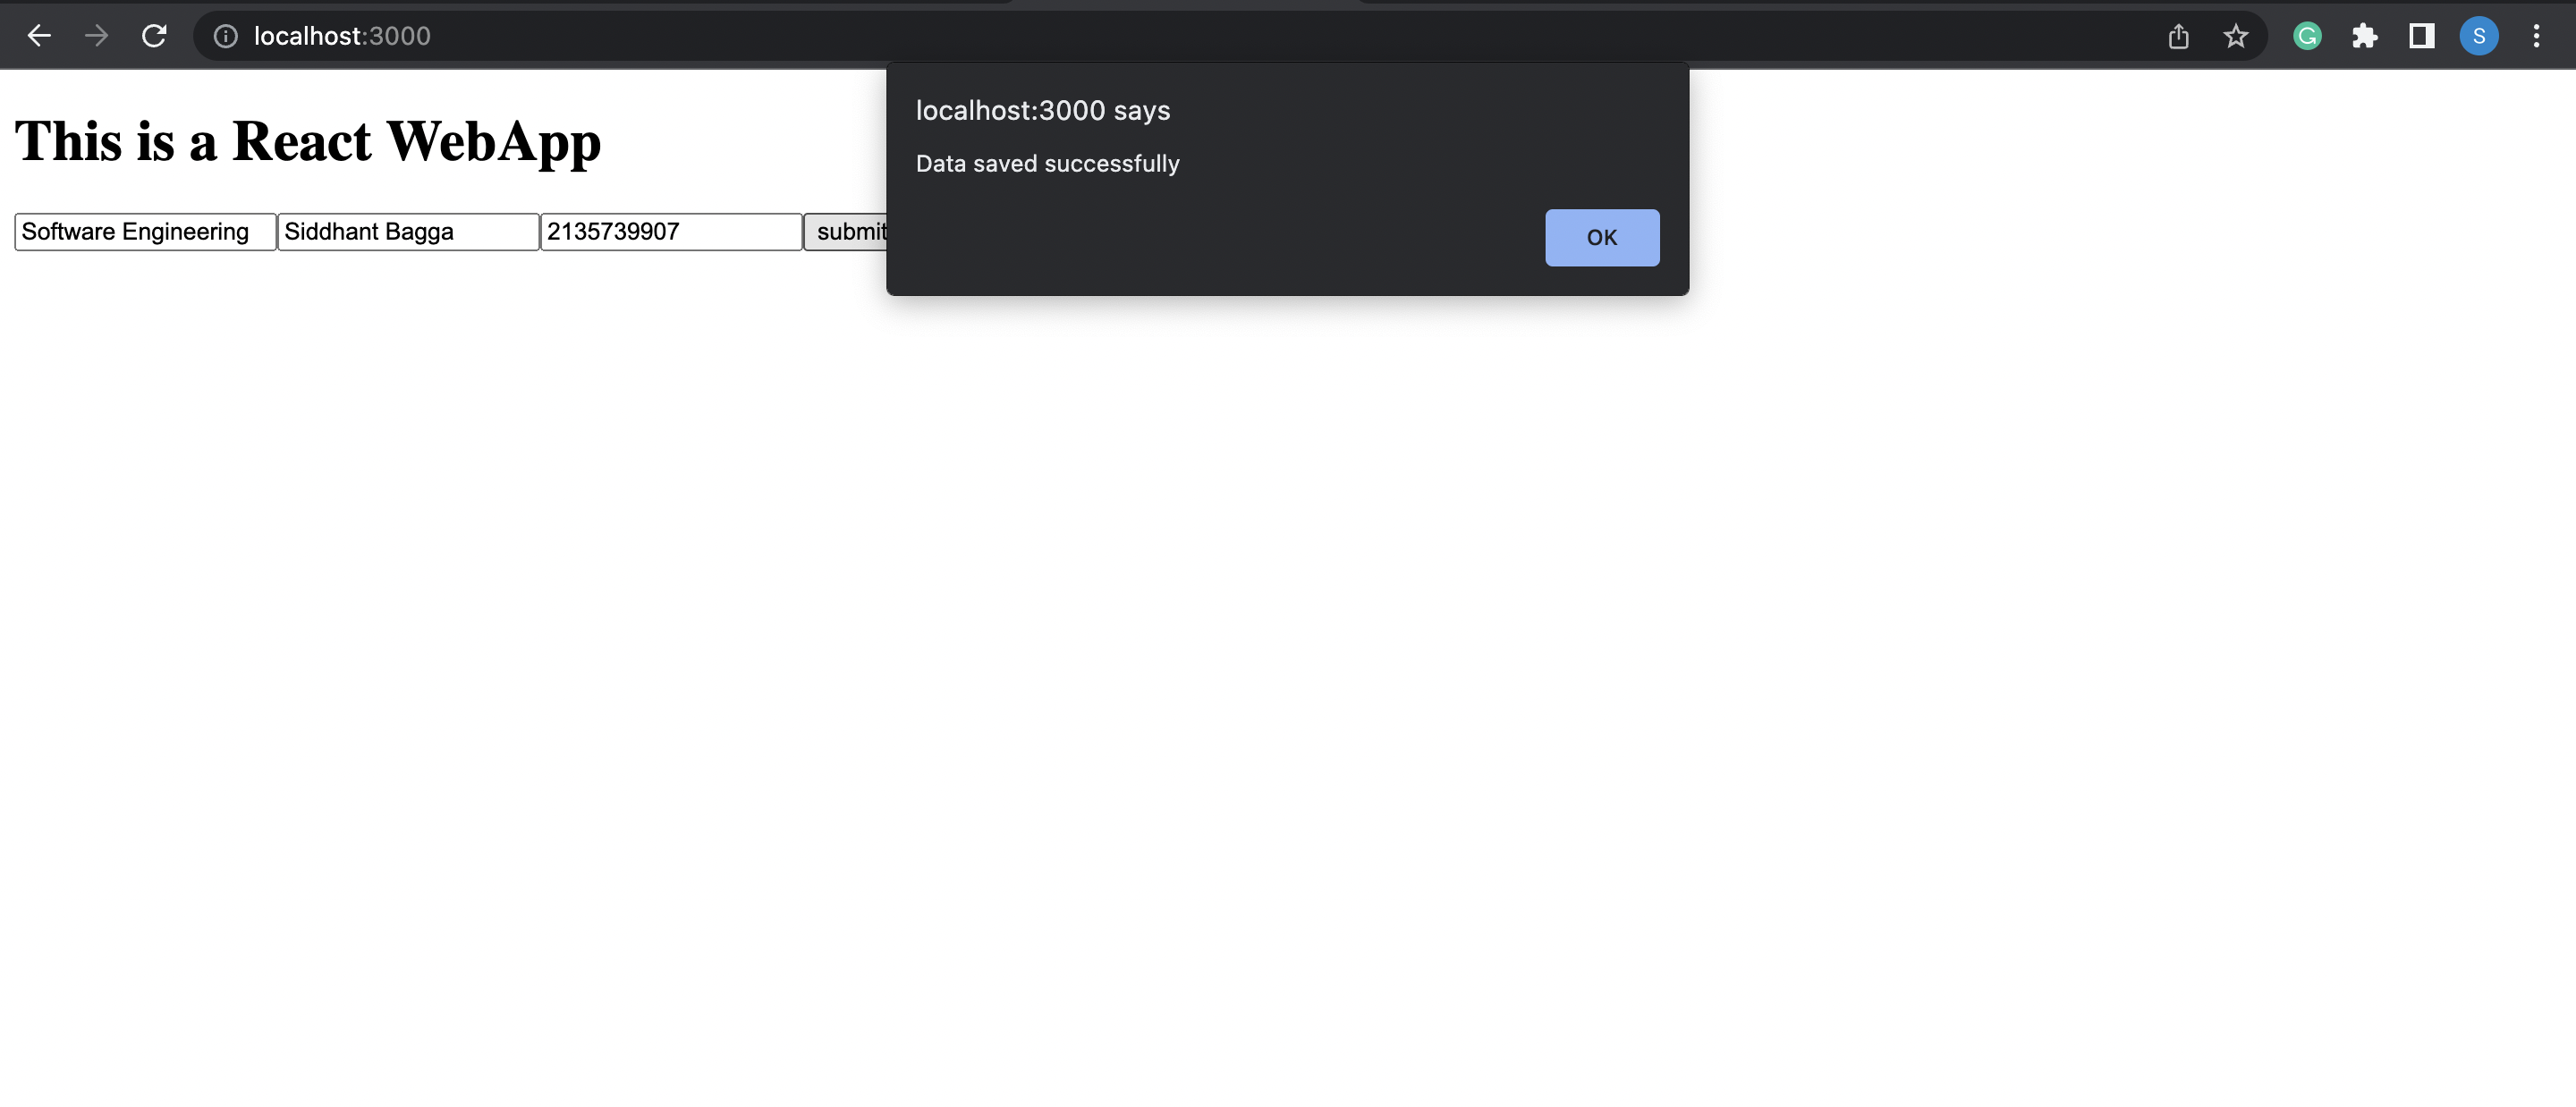 localhost:3000
S
localhost:3000 says
Data saved successfully
OK
This is a React WebApp
Software Engineering Siddhant Bagga 2135739907 submit